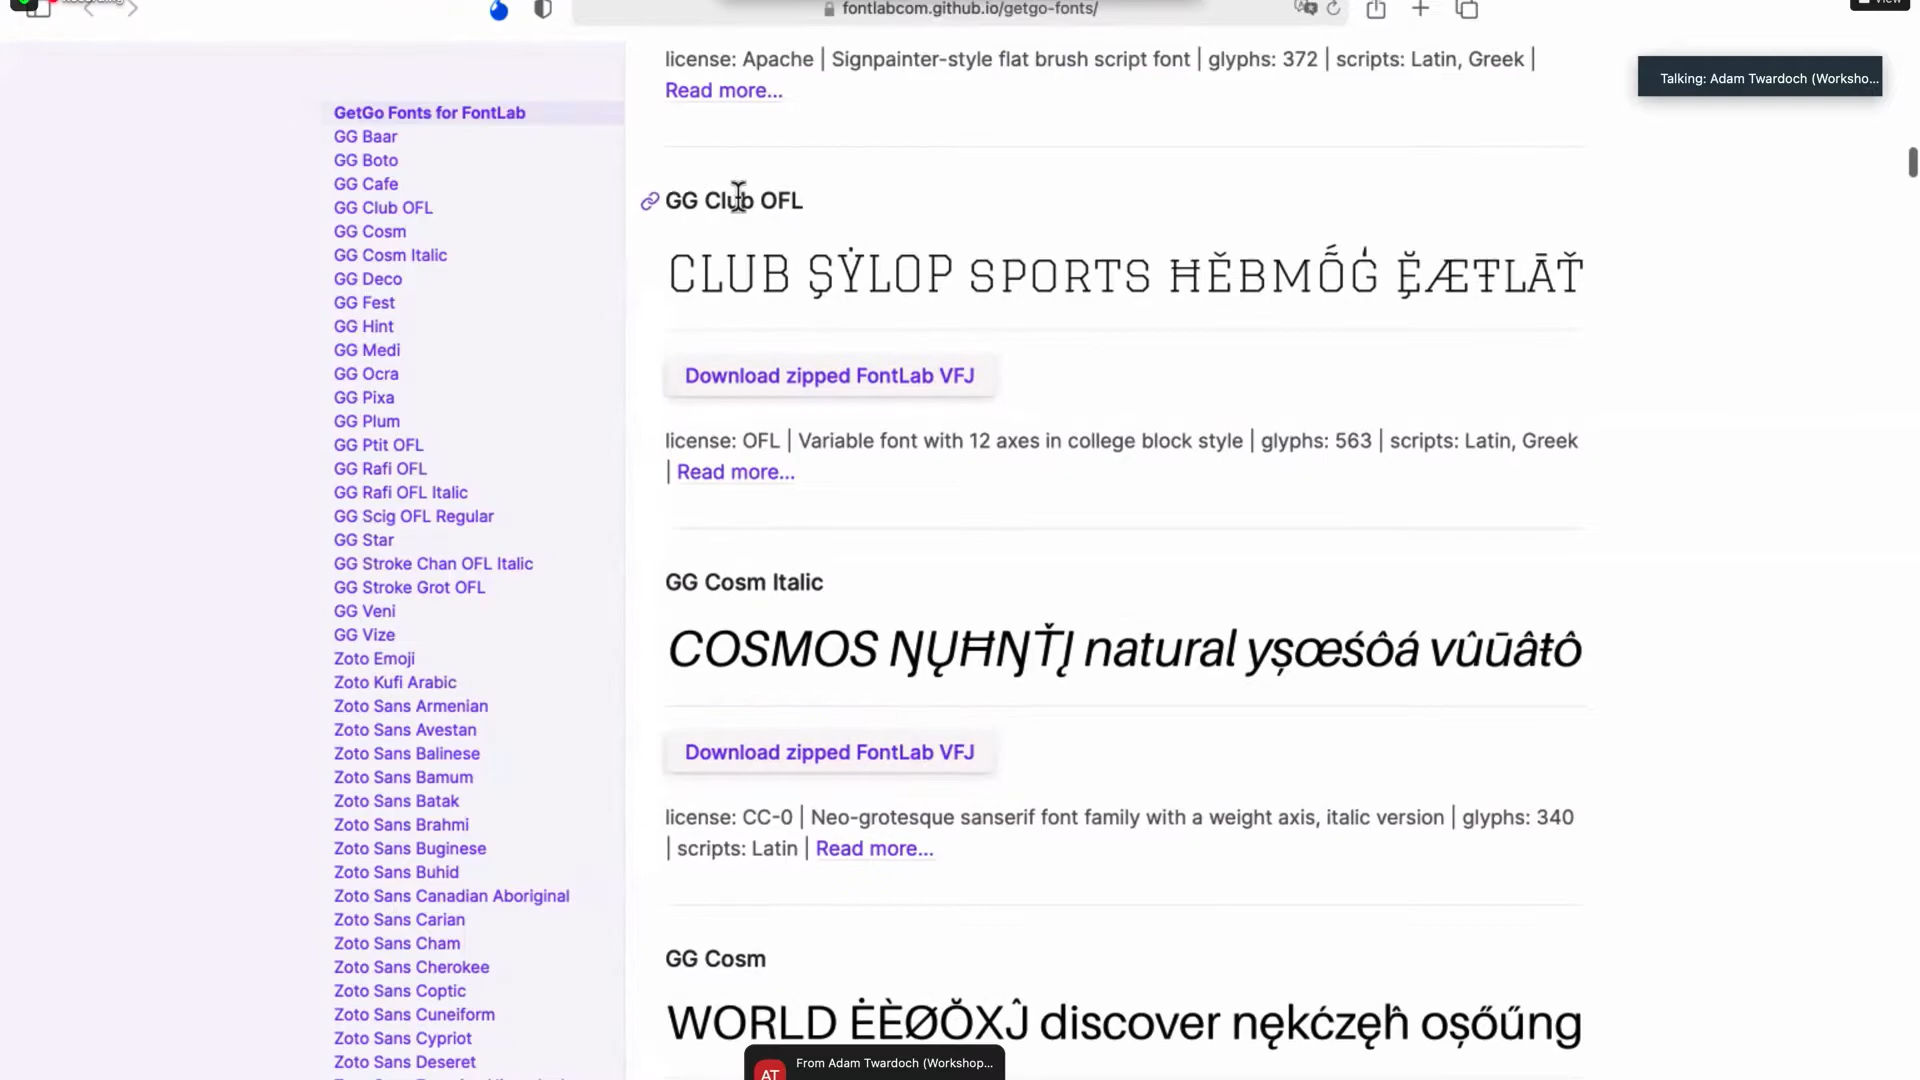 Recording
fontlabcom.github.io/getgo-fonts/
View
Talking: Adam Twardoch (Worksho...
GetGo Fonts for FontLab
GG Baar
GG Boto
GG Cafe
GG Club OFL
GG Cosm
GG Cosm Italic
GG Deco
GG Fest
GG Hint
GG Medi
GG Ocra
GG Pixa
GG Plum
GG Ptit OFL
GG Rafi OFL
GG Rafi OFL Italic
GG Scig OFL Regular
GG Star
GG Stroke Chan OFL Italic
GG Stroke Grot OFL
GG Veni
GG Vize
Zoto Emoji
Zoto Kufi Arabic
Zoto Sans Armenian
Zoto Sans Avestan
Zoto Sans Balinese
Zoto Sans Bamum
Zoto Sans Batak
Zoto Sans Brahmi
Zoto Sans Buginese
Zoto Sans Buhid
Zoto Sans Canadian Aboriginal
Zoto Sans Carian
Zoto Sans Cham
Zoto Sans Cherokee
Zoto Sans Coptic
Zoto Sans Cuneiform
Zoto Sans Cypriot
Zoto Sans Deseret
license: Apache | Signpainter-style flat brush script font | glyphs: 372 | scripts: Latin, Greek |
Read more...
GG Club OFL
CLUB ŞẎLOP SPORTS ĦĚBMỐĢ Ḝ̆ÆŦLĀŤ
Download zipped FontLab VFJ
license: OFL | Variable font with 12 axes in college block style | glyphs: 563 | scripts: Latin, Greek
| Read more...
GG Cosm Italic
COSMOS ŊŲĦŊŤĮ natural yșœśôá vûūâŧô
Download zipped FontLab VFJ
license: CC-0 | Neo-grotesque sanserif font family with a weight axis, italic version | glyphs: 340
| scripts: Latin | Read more...
GG Cosm
WORLD ĖÈØŎXĴ discover nękćzęĥ oșőűng
AT
From Adam Twardoch (Workshop...